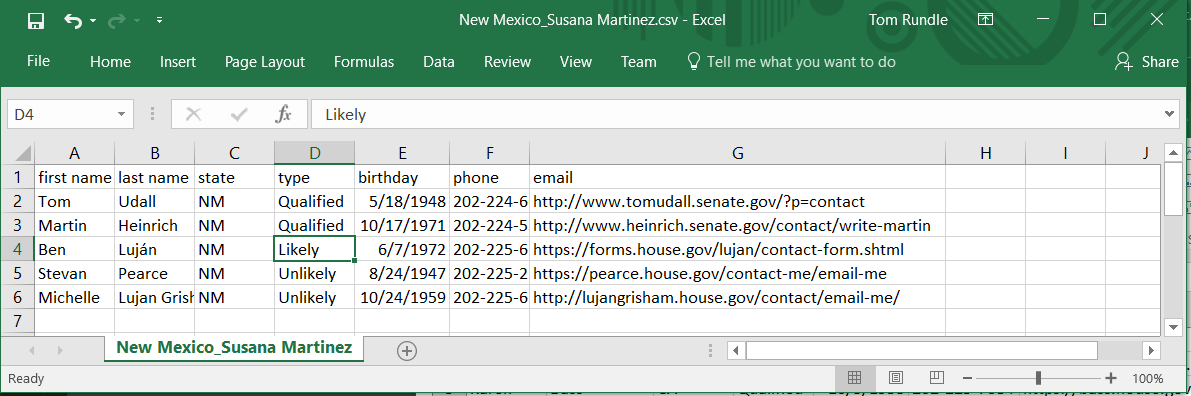 New Mexico_Susana Martinez.csv - Excel Tom Rundle
File Home Insert Page Layout Formulas Data Review View Team Tell me what you want to do Share
D4 fx Likely
A B C D E F G H I J
1 first name last name state type birthday phone email
2 Tom Udall NM Qualified 5/18/1948 202-224-6 http://www.tomudall.senate.gov/?p=contact
3 Martin Heinrich NM Qualified 10/17/1971 202-224-5 http://www.heinrich.senate.gov/contact/write-martin
4 Ben Luján NM Likely 6/7/1972 202-225-6 https://forms.house.gov/lujan/contact-form.shtml
5 Stevan Pearce NM Unlikely 8/24/1947 202-225-2 https://pearce.house.gov/contact-me/email-me
6 Michelle Lujan Grish NM Unlikely 10/24/1959 202-225-6 http://lujangrisham.house.gov/contact/email-me/
7
New Mexico_Susana Martinez
Ready 100%